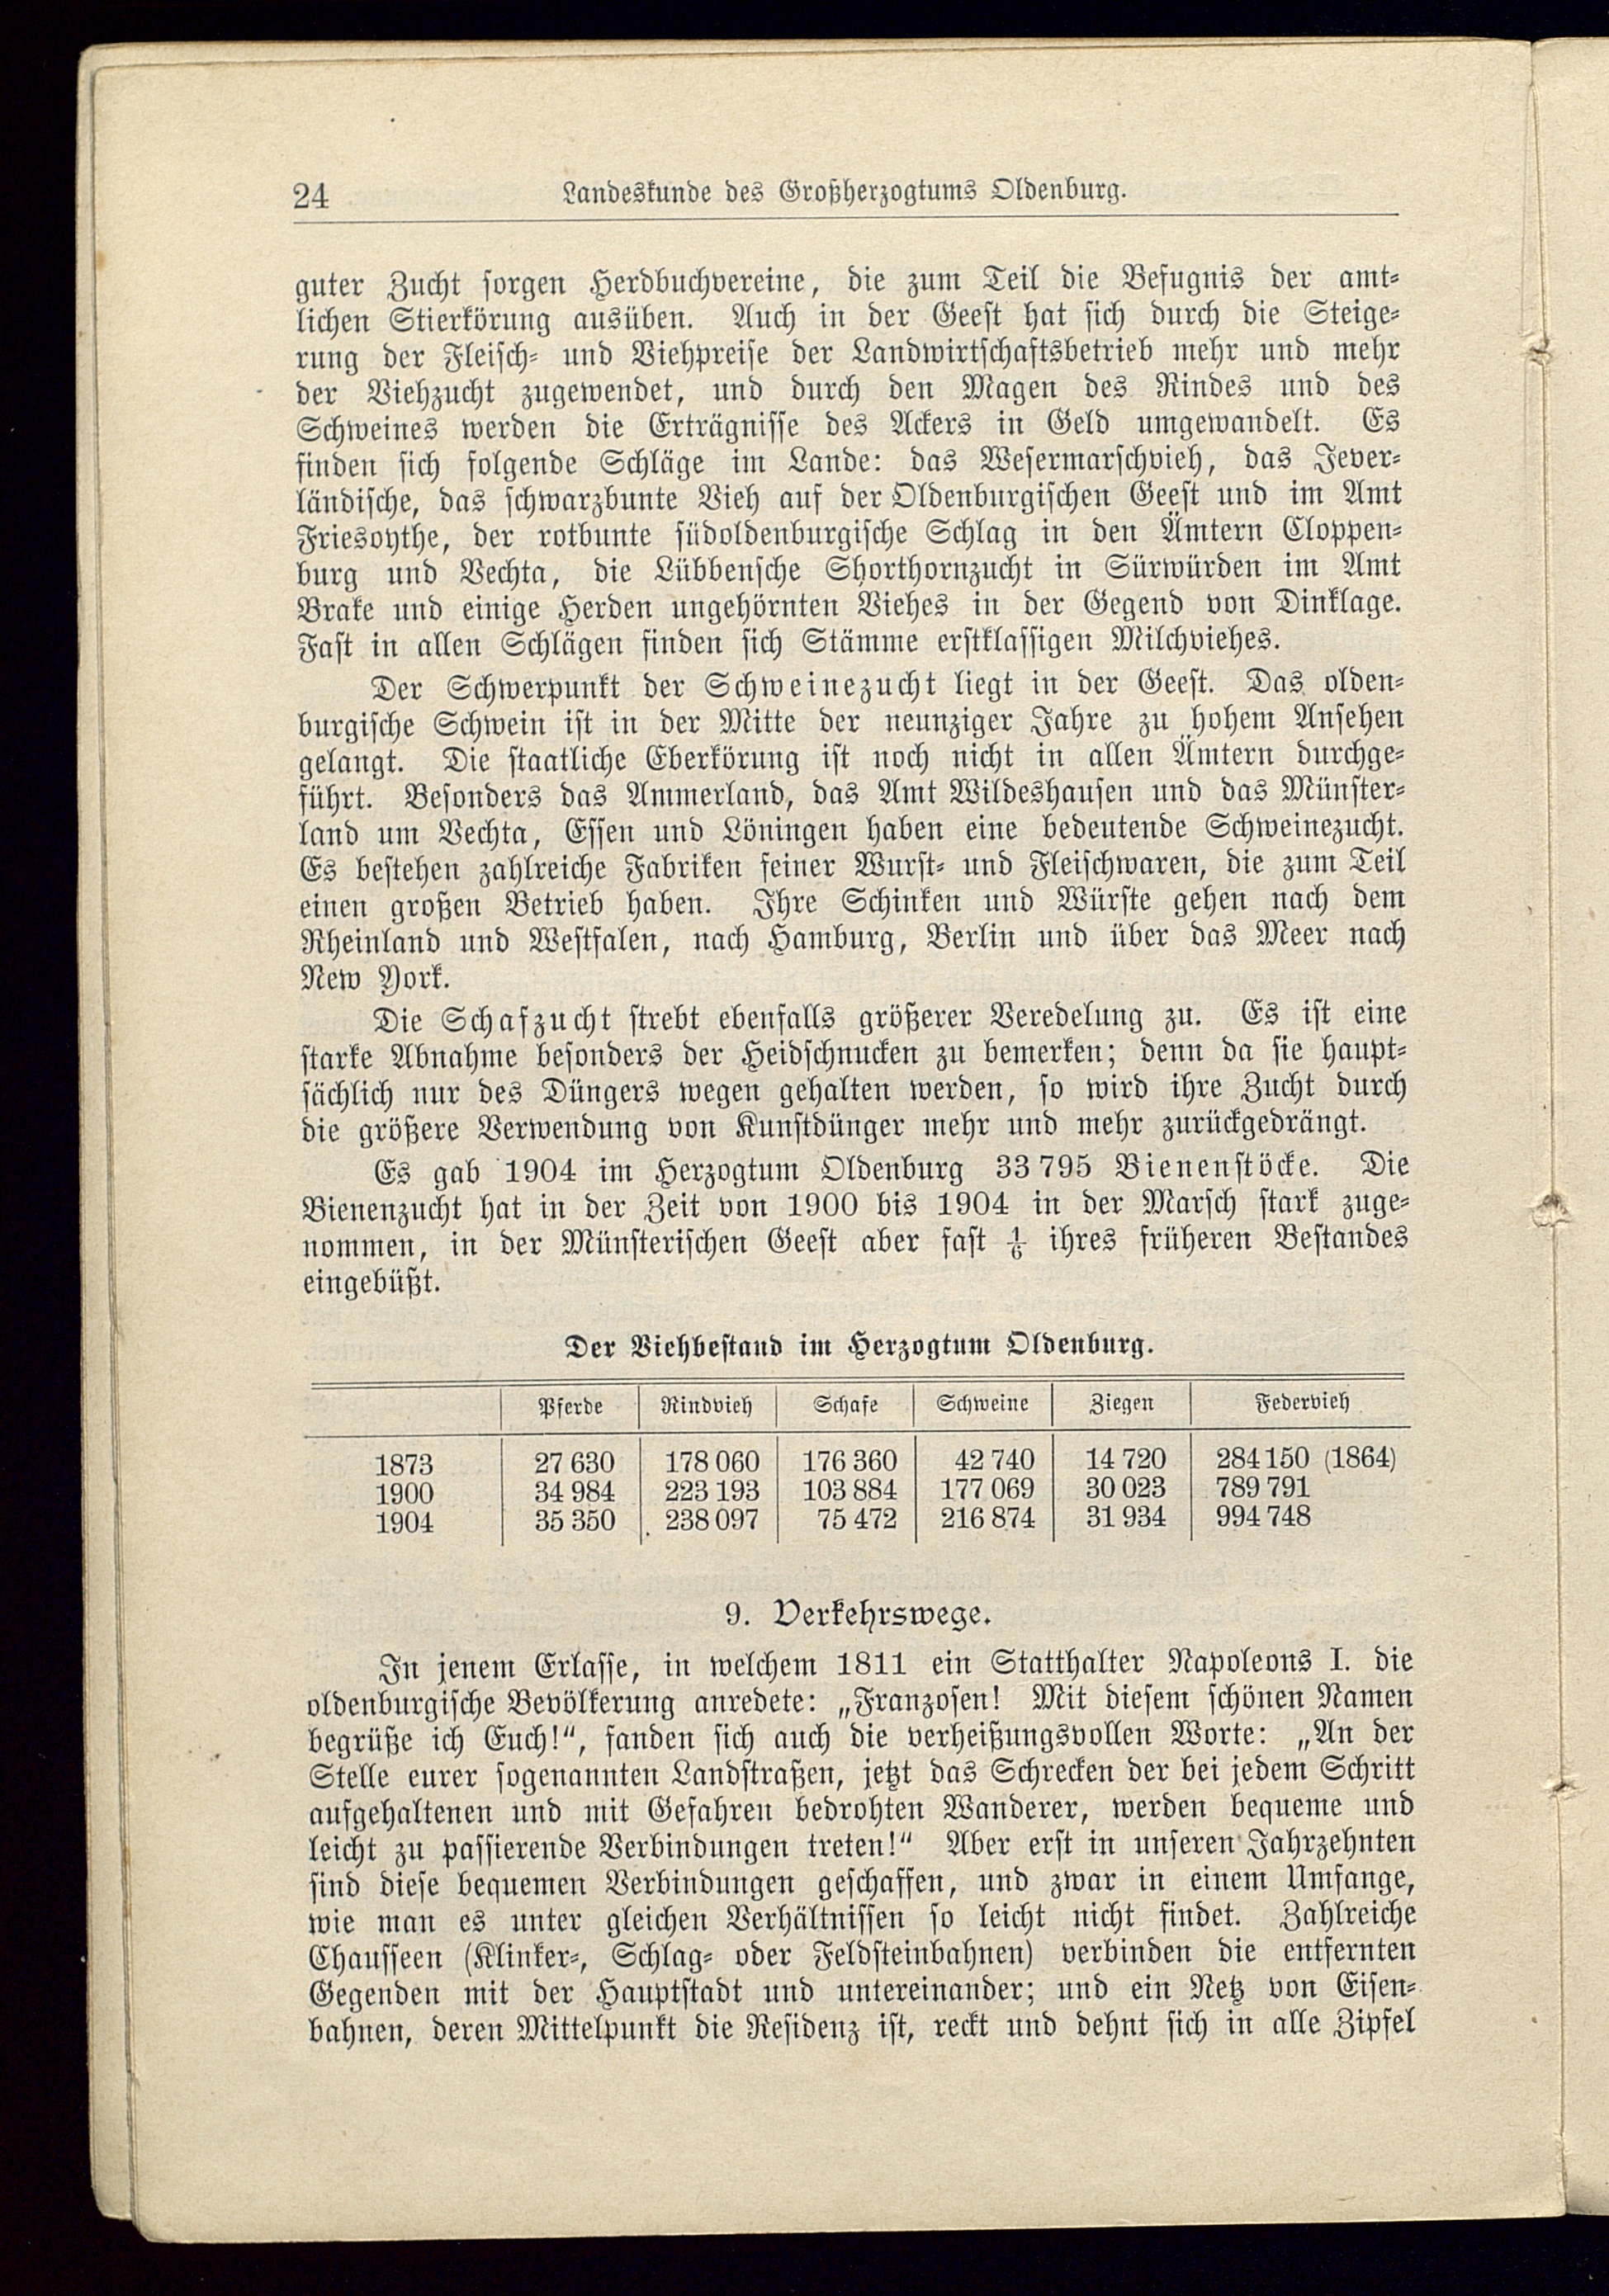 24
Landeskunde des Großherzogtums Oldenburg.
guter Zucht sorgen Herdbuchvereine, die zum Teil die Befugnis der amt-
lichen Stierkörung ausüben. Auch in der Geest hat sich durch die Steige-
rung der Fleisch- und Viehpreise der Landwirtschaftsbetrieb mehr und mehr
der Viehzucht zugewendet, und durch den Magen des Rindes und des
Schweines werden die Erträgnisse des Ackers in Geld umgewandelt. Es
finden sich folgende Schläge im Lande: das Wesermarschvieh, das Jever-
ländische, das schwarzbunte Vieh auf der Oldenburgischen Geest und im Amt
Friesoythe, der rotbunte südoldenburgische Schlag in den Ämtern Cloppen-
burg und Vechta, die Lübbensche Shorthornzucht in Sürwürden im Amt
Brake und einige Herden ungehörnten Viehes in der Gegend von Dinklage.
Fast in allen Schlägen finden sich Stämme erstklassigen Milchviehes.
Der Schwerpunkt der Schweinezucht liegt in der Geest. Das olden-
burgische Schwein ist in der Mitte der neunziger Jahre zu hohem Ansehen
gelangt. Die staatliche Eberkörung ist noch nicht in allen Ämtern durchge-
führt. Besonders das Ammerland, das Amt Wildeshausen und das Münster-
land um Vechta, Essen und Löningen haben eine bedeutende Schweinezucht.
Es bestehen zahlreiche Fabriken feiner Wurst- und Fleischwaren, die zum Teil
einen großen Betrieb haben. Ihre Schinken und Würste gehen nach dem
Rheinland und Westfalen, nach Hamburg, Berlin und über das Meer nach
New York.
Die Schafzucht strebt ebenfalls größerer Veredelung zu. Es ist eine
starke Abnahme besonders der Heidschnucken zu bemerken; denn da sie haupt-
sächlich nur des Düngers wegen gehalten werden, so wird ihre Zucht durch
die größere Verwendung von Kunstdünger mehr und mehr zurückgedrängt.
Es gab 1904 im Herzogtum Oldenburg 33 795 Bienenstöcke. Die
Bienenzucht hat in der Zeit von 1900 bis 1904 in der Marsch stark zuge-
nommen, in der Münsterischen Geest aber fast 1/6 ihres früheren Bestandes
eingebüßt.
Der Viehbestand im Herzogtum Oldenburg.
Pferde Rindvieh Schafe Schweine Ziegen Federvieh
1873 27 630 178 060 176 360 42 740 14 720 284 150 (1864)
1900 34 984 223 193 103 884 177 069 30 023 789 791
1904 35 350 238 097 75 472 216 874 31 934 994 748
9. Verkehrswege.
In jenem Erlasse, in welchem 1811 ein Statthalter Napoleons I. die
oldenburgische Bevölkerung anredete: „Franzosen! Mit diesem schönen Namen
begrüße ich Euch!“, fanden sich auch die verheißungsvollen Worte: „An der
Stelle eurer sogenannten Landstraßen, jetzt das Schrecken der bei jedem Schritt
aufgehaltenen und mit Gefahren bedrohten Wanderer, werden bequeme und
leicht zu passierende Verbindungen treten!“ Aber erst in unseren Jahrzehnten
sind diese bequemen Verbindungen geschaffen, und zwar in einem Umfange,
wie man es unter gleichen Verhältnissen so leicht nicht findet. Zahlreiche
Chausseen (Klinker-, Schlag- oder Feldsteinbahnen) verbinden die entfernten
Gegenden mit der Hauptstadt und untereinander; und ein Netz von Eisen-
bahnen, deren Mittelpunkt die Residenz ist, reckt und dehnt sich in alle Zipfel